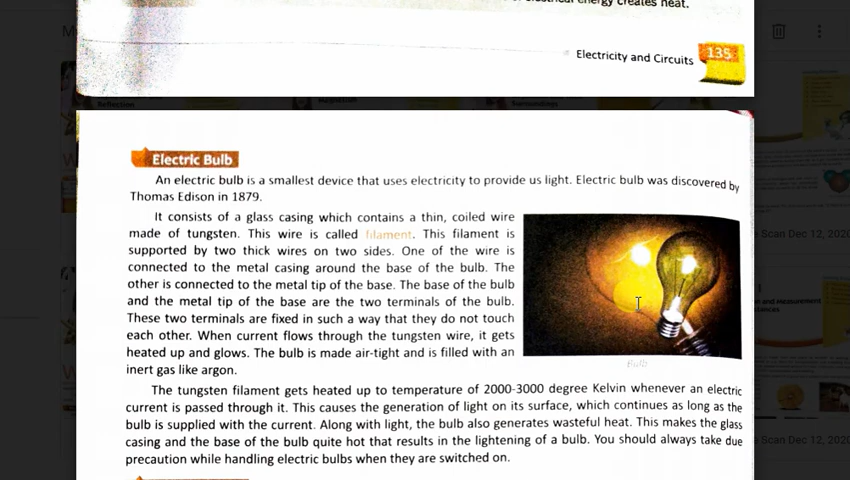 energy creates heat.
Electricity and Circuits 135
Electric Bulb
An electric bulb is a smallest device that uses electricity to provide us light. Electric bulb was discovered by
Thomas Edison in 1879.
It consists of a glass casing which contains a thin, coiled wire
made of tungsten. This wire is called filament. This filament is
supported by two thick wires on two sides. One of the wire is
connected to the metal casing around the base of the bulb. The
other is connected to the metal tip of the base. The base of the bulb
and the metal tip of the base are the two terminals of the bulb.
These two terminals are fixed in such a way that they do not touch
each other. When current flows through the tungsten wire, it gets
heated up and glows. The bulb is made air-tight and is filled with an
inert gas like argon.
Bulb
The tungsten filament gets heated up to temperature of 2000-3000 degree Kelvin whenever an electric
current is passed through it. This causes the generation of light on its surface, which continues as long as the
bulb is supplied with the current. Along with light, the bulb also generates wasteful heat. This makes the glass
casing and the base of the bulb quite hot that results in the lightening of a bulb. You should always take due
precaution while handling electric bulbs when they are switched on.
Scan Dec 12, 2020
Scan Dec 12, 2020